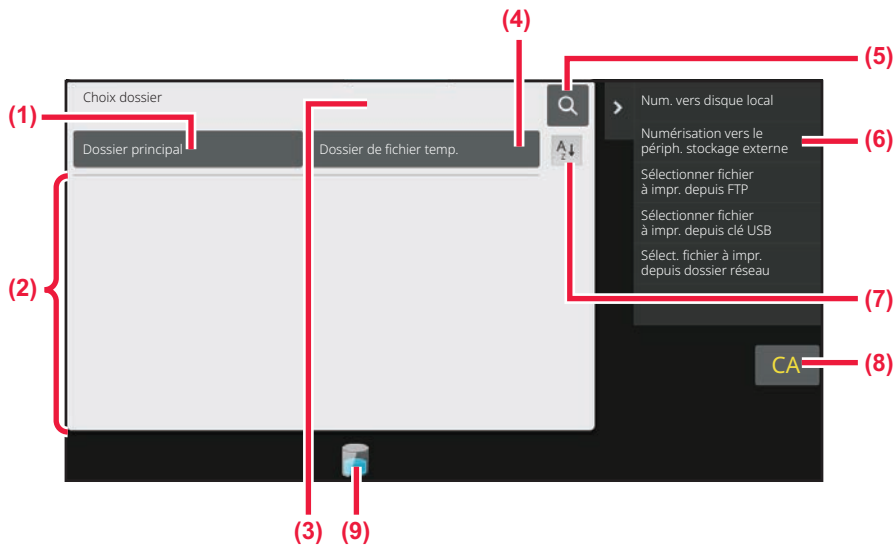 (4)
(5)
Choix dossier
Num. vers disque local
(1)
Numérisation vers le
périph. stockage externe
(6)
Dossier principal
Dossier de fichier temp.
A
Z
(2)
Sélectionner fichier
à impr. depuis FTP
Sélectionner fichier
à impr. depuis clé USB
Sélect. fichier à impr.
depuis dossier réseau
(7)
CA
(8)
(3)
(9)